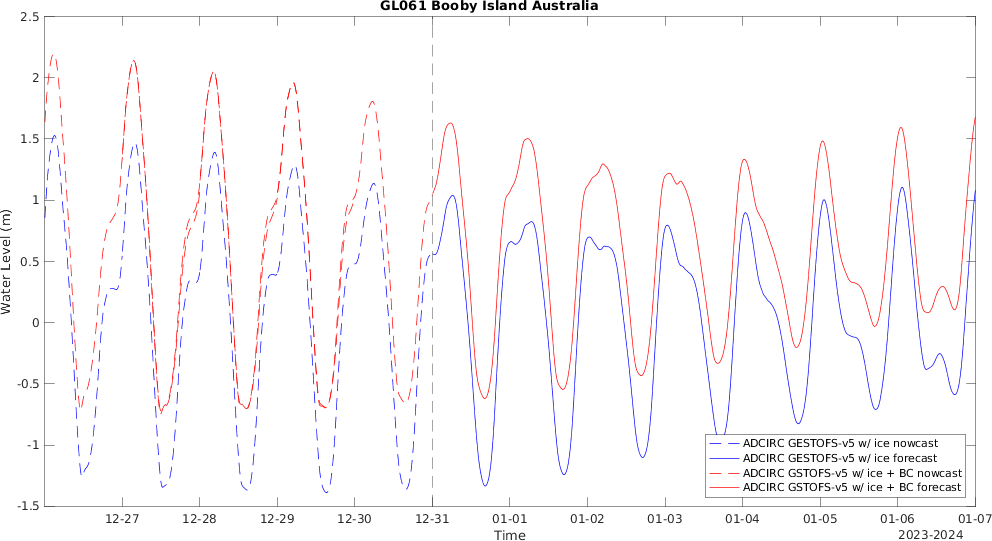 GL061 Booby Island Australia
2.5
2
1.5
1
0.5
0
-0.5
-1
-1.5
Water Level (m)
ADCIRC GESTOFS-v5 w/ ice nowcast
ADCIRC GESTOFS-v5 w/ ice forecast
ADCIRC GSTOFS-v5 w/ ice + BC nowcast
ADCIRC GSTOFS-v5 w/ ice + BC forecast
12-27 12-28 12-29 12-30 12-31 01-01 01-02 01-03 01-04 01-05 01-06 01-07
Time
2023-2024